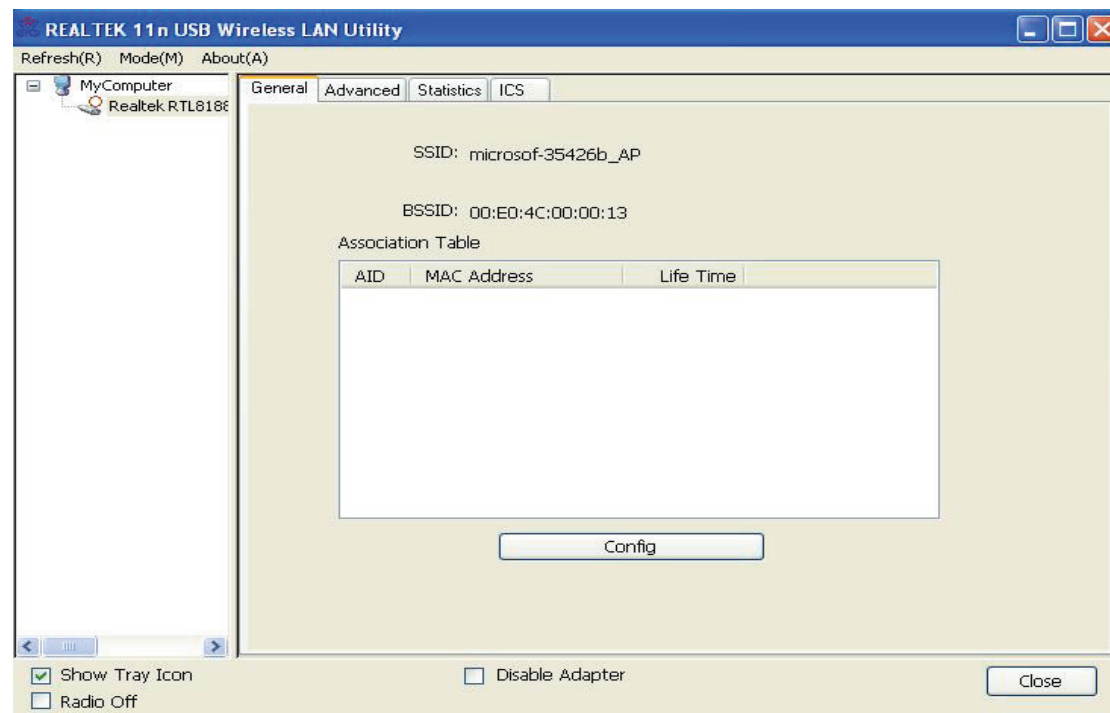 REALTEK 11n USB Wireless LAN Utility
Refresh(R) Mode(M) About(A)
MyComputer
Realtek RTL8188
General Advanced Statistics ICS
SSID: microsof-35426b_AP
BSSID: 00:E0:4C:00:00:13
Association Table
AID MAC Address Life Time
Config
Show Tray Icon Disable Adapter Close
Radio Off